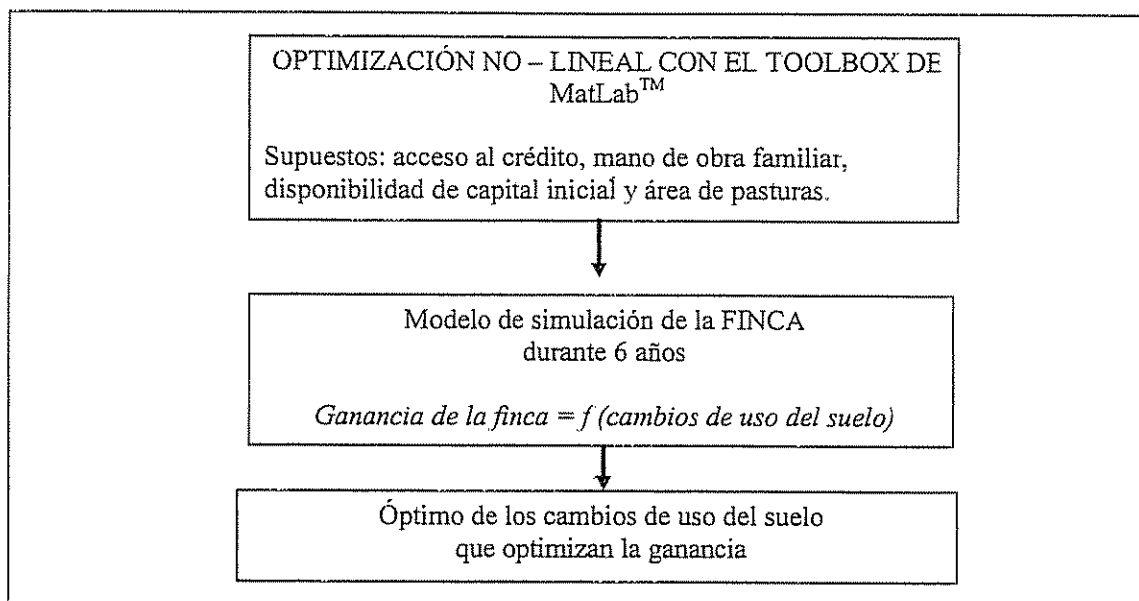 OPTIMIZACIÓN NO – LINEAL CON EL TOOLBOX DE
MatLab™
Supuestos: acceso al crédito, mano de obra familiar,
disponibilidad de capital inicial y área de pasturas.
Modelo de simulación de la FINCA
durante 6 años
Ganancia de la finca = f (cambios de uso del suelo)
Óptimo de los cambios de uso del suelo
que optimizan la ganancia